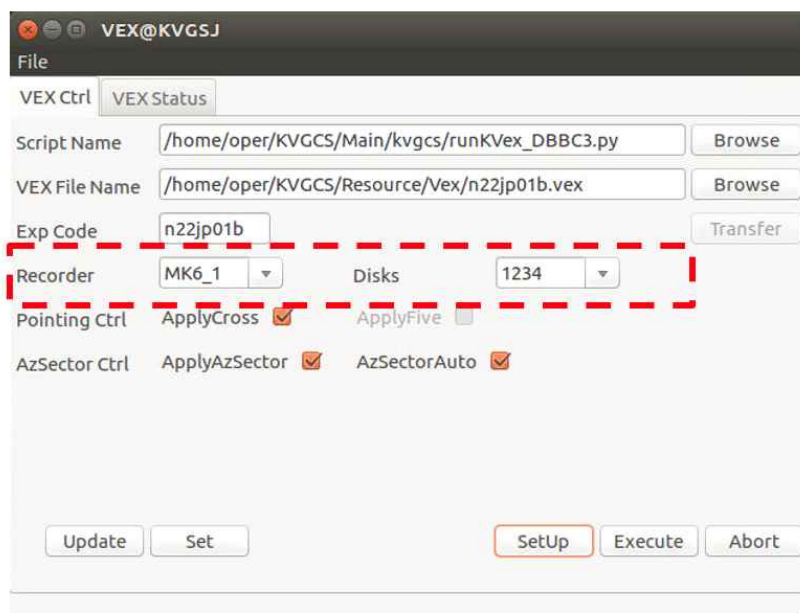 VEX@KVGSJ
File
VEX Ctrl VEX Status
Script Name /home/oper/KVGCS/Main/kvgcs/runKVex_DBBC3.py Browse
VEX File Name /home/oper/KVGCS/Resource/Vex/n22jp01b.vex Browse
Exp Code n22jp01b Transfer
Recorder MK6_1 Disks 1234
Pointing Ctrl ApplyCross ApplyFive
AzSector Ctrl ApplyAzSector AzSectorAuto
Update Set SetUp Execute Abort